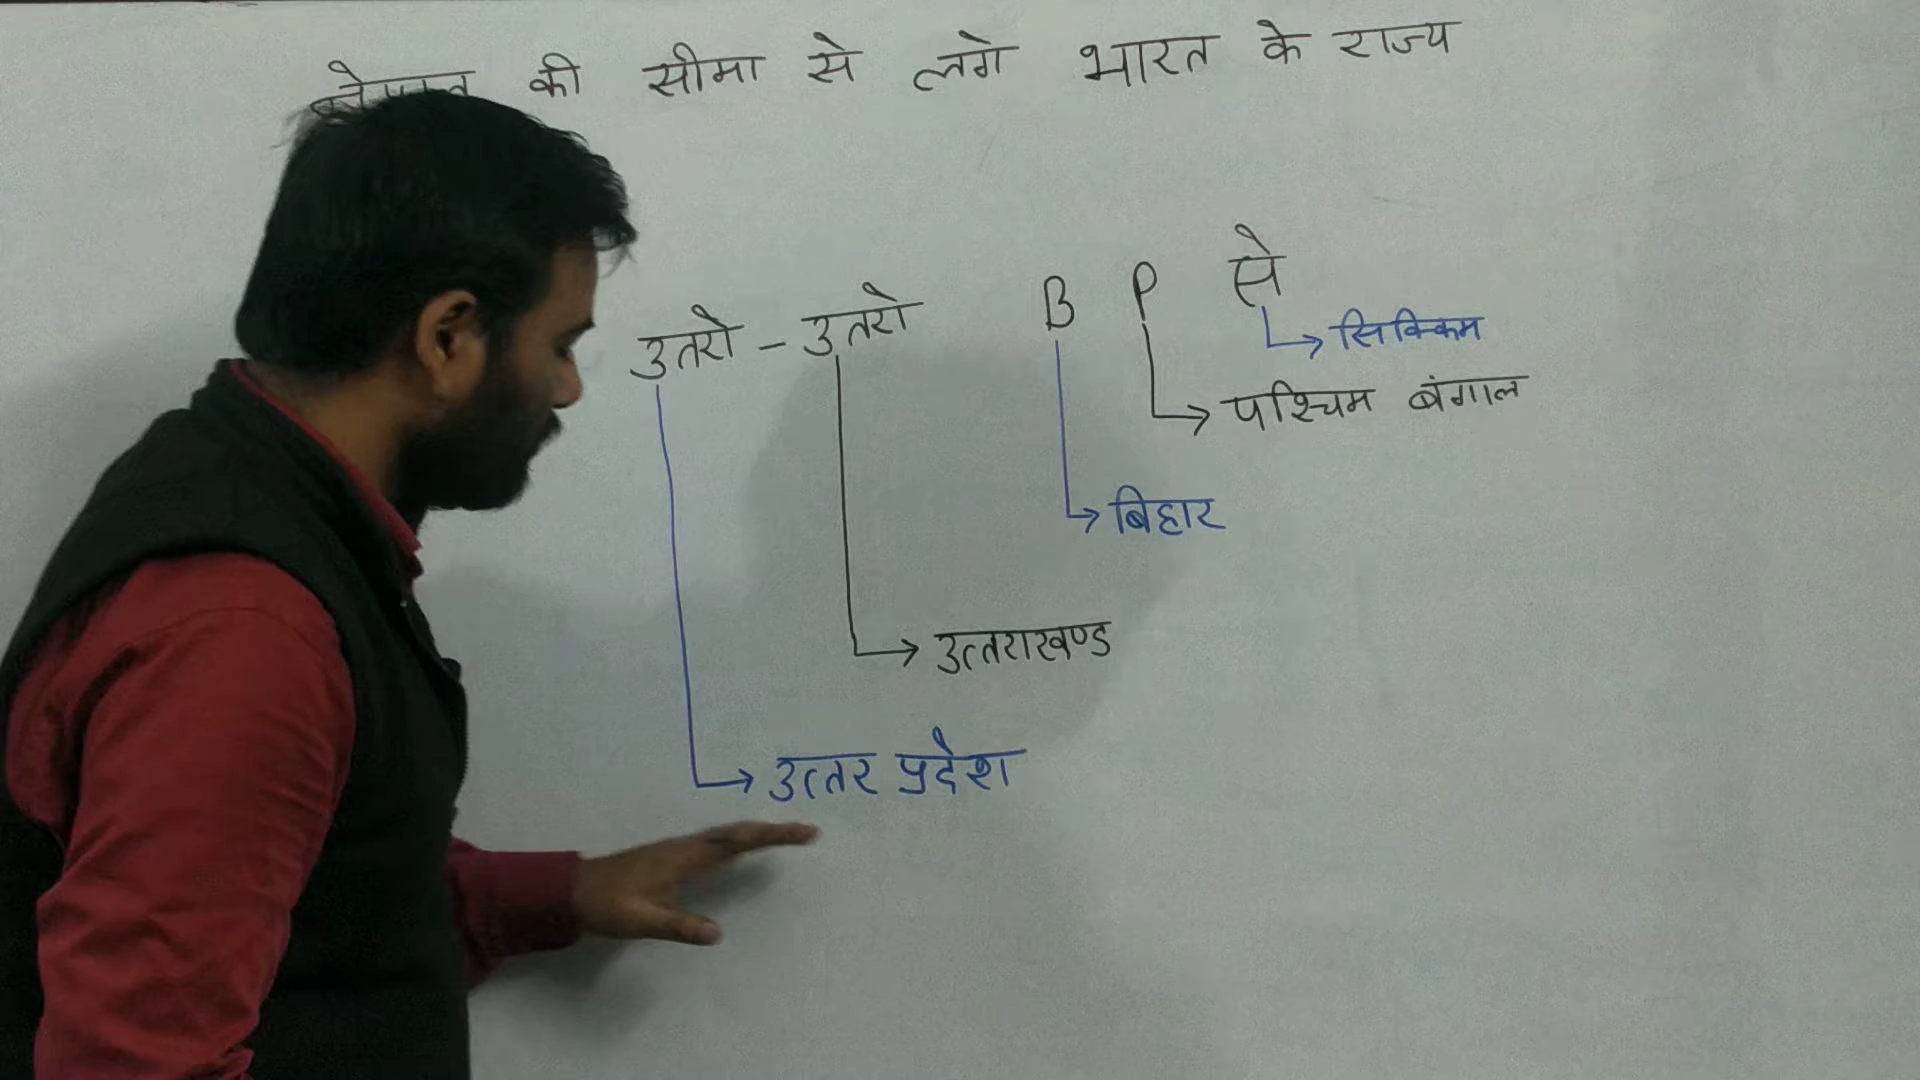 नेपाल की सीमा से लगे भारत के राज्य
उतरो - उतरो B P से
सिक्किम
पश्चिम बंगाल
बिहार
उत्तराखण्ड
उत्तर प्रदेश